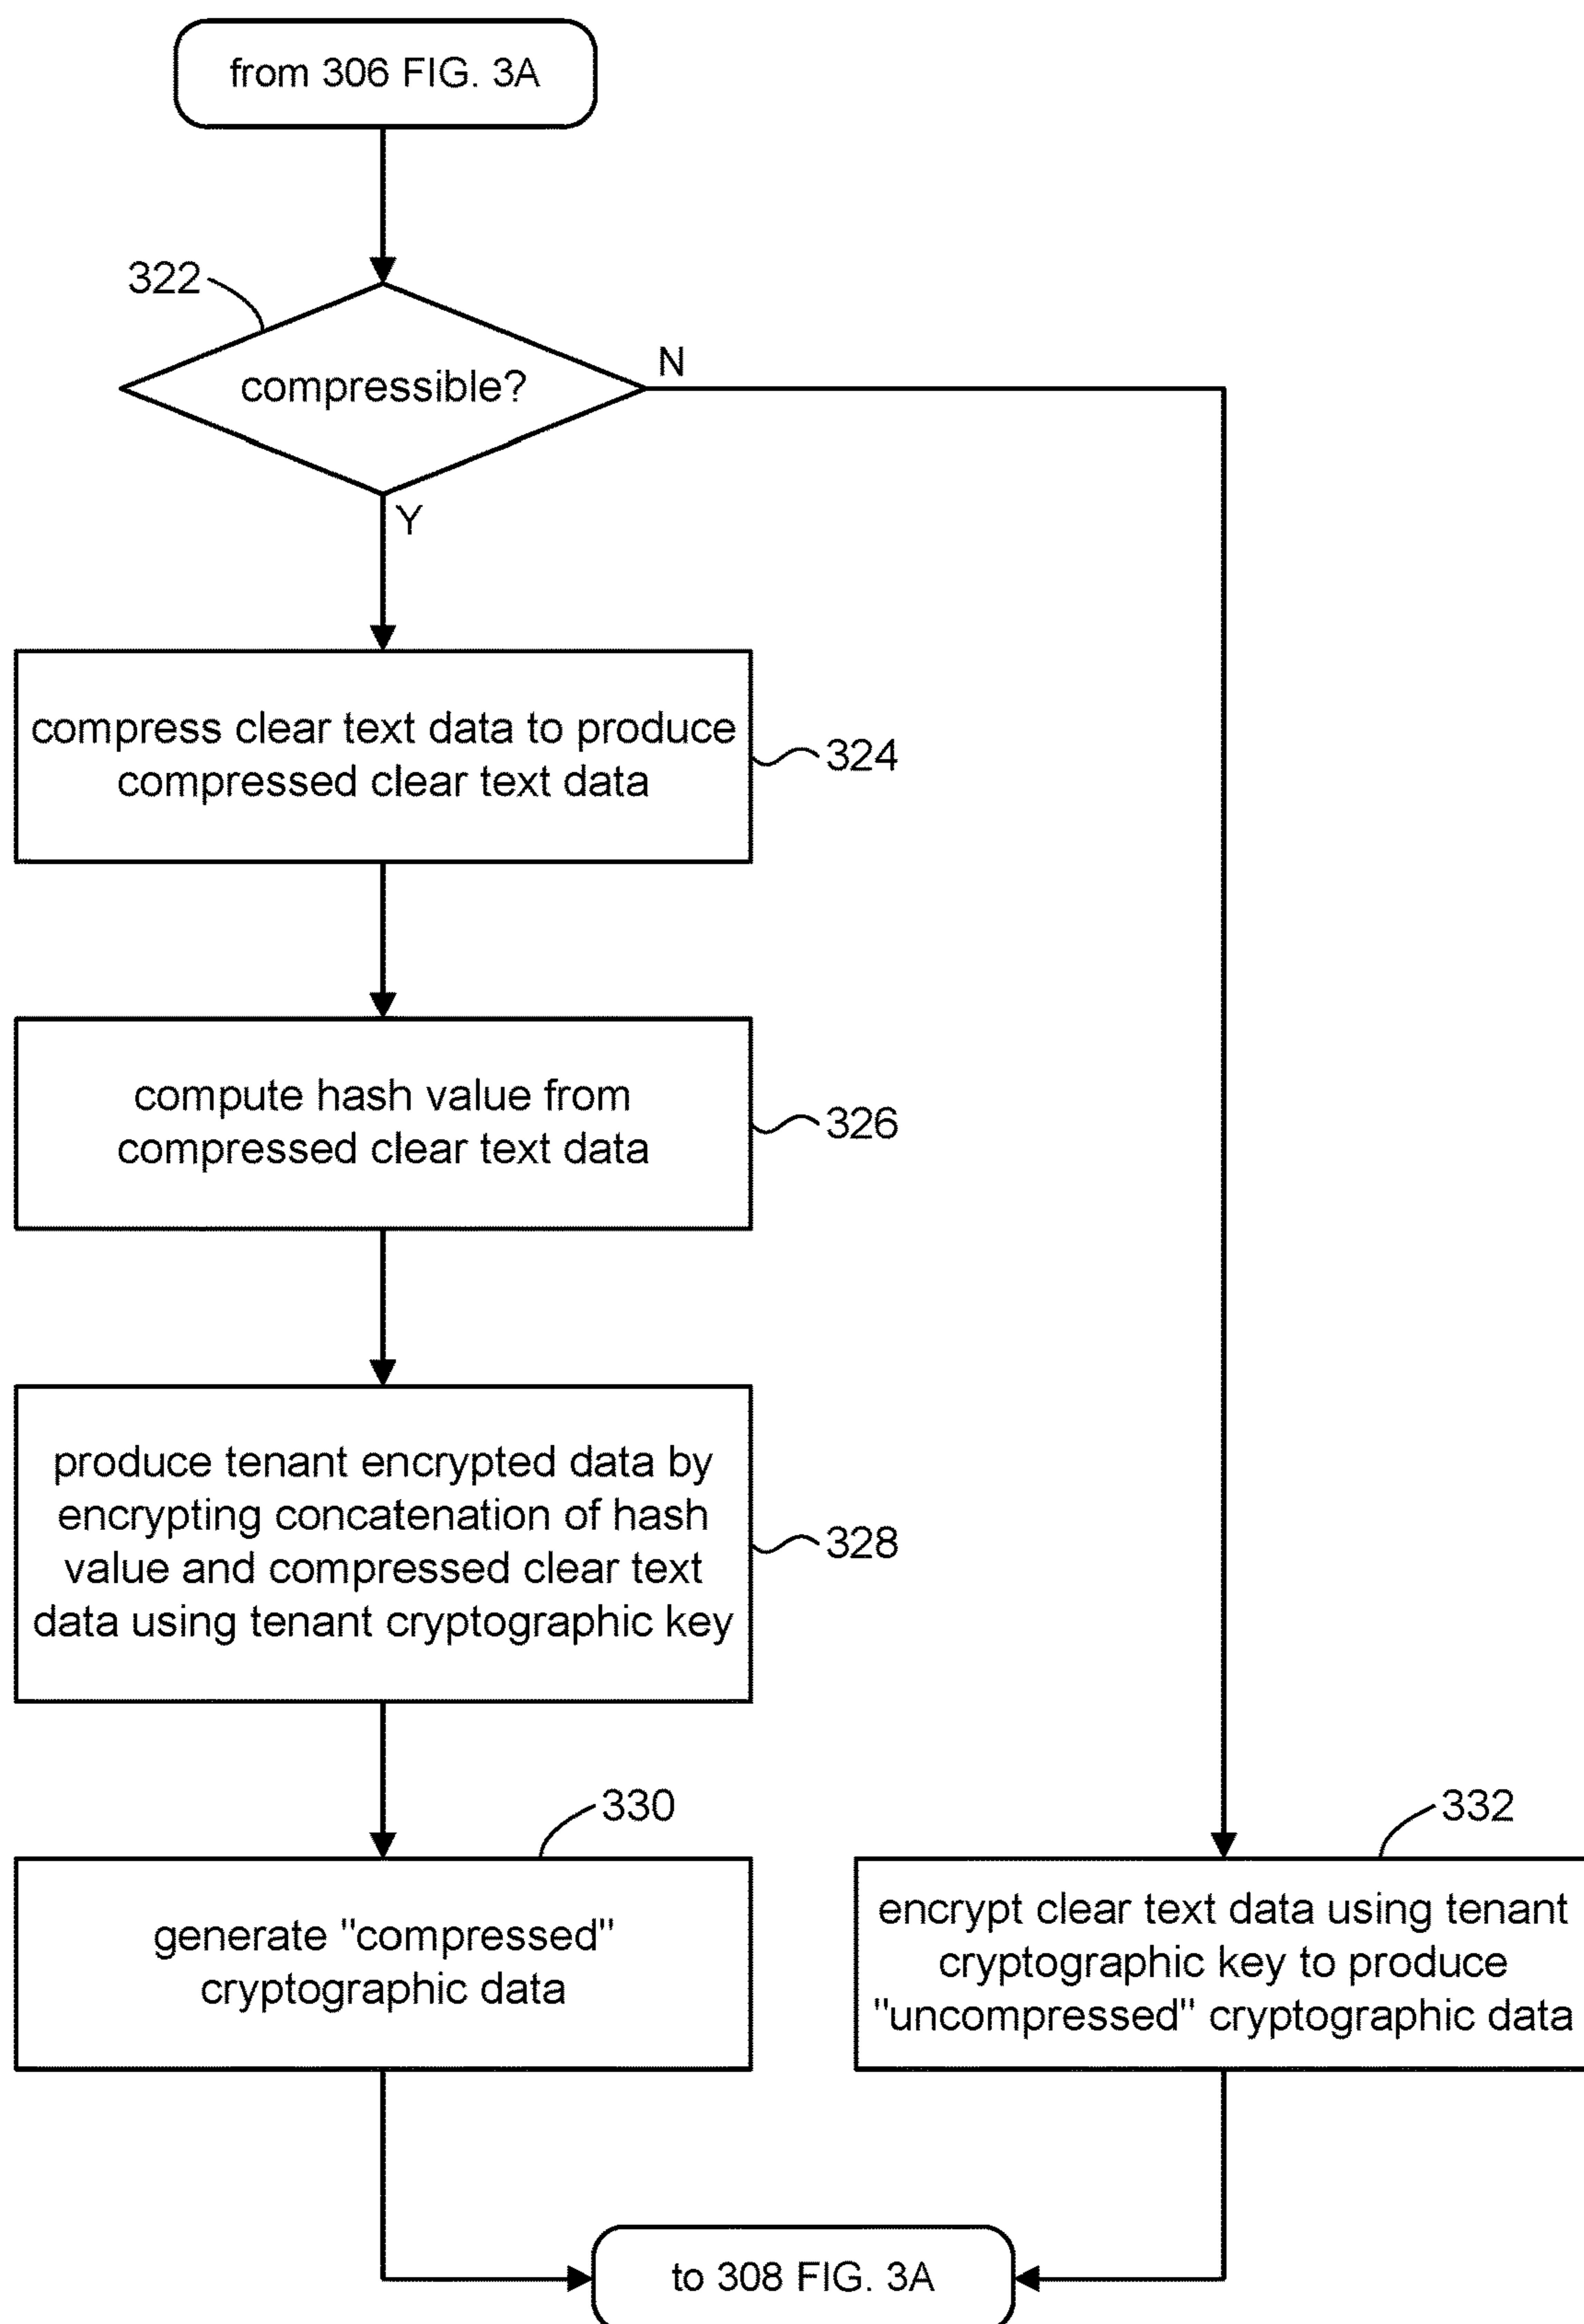 from 306 FIG. 3A
322
compressible?
N
Y
compress clear text data to produce
compressed clear text data
324
compute hash value from
compressed clear text data
326
produce tenant encrypted data by
encrypting concatenation of hash
value and compressed clear text
data using tenant cryptographic key
328
330
generate "compressed"
cryptographic data
332
encrypt clear text data using tenant
cryptographic key to produce
"uncompressed" cryptographic data
to 308 FIG. 3A